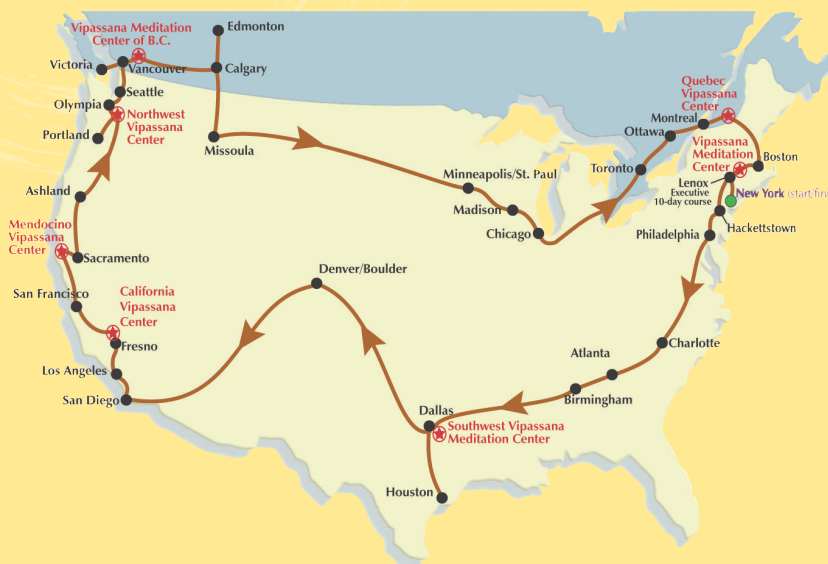 Vipassana Meditation
Center of B.C.
Edmonton
Victoria
Vancouver
Calgary
Seattle
Olympia
Northwest
Vipassana
Center
Portland
Missoula
Quebec
Vipassana
Center
Montreal
Ottawa
Vipassana
Meditation
Center
Boston
Toronto
Lenox
Executive
10-day course
New York (start/fin
Hackettstown
Philadelphia
Minneapolis/St. Paul
Madison
Chicago
Ashland
Mendocino
Vipassana
Center
Sacramento
San Francisco
California
Vipassana
Center
Fresno
Los Angeles
San Diego
Denver/Boulder
Charlotte
Atlanta
Birmingham
Dallas
Southwest Vipassana
Meditation Center
Houston